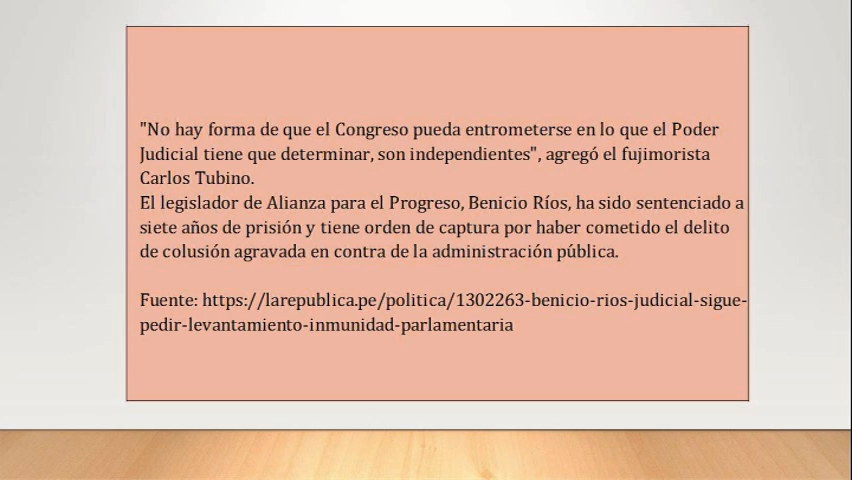 "No hay forma de que el Congreso pueda entrometerse en lo que el Poder
Judicial tiene que determinar, son independientes", agregó el fujimorista
Carlos Tubino.
El legislador de Alianza para el Progreso, Benicio Ríos, ha sido sentenciado a
siete años de prisión y tiene orden de captura por haber cometido el delito
de colusión agravada en contra de la administración pública.
Fuente: https://larepublica.pe/politica/1302263-benicio-rios-judicial-sigue-
pedir-levantamiento-inmunidad-parlamentaria